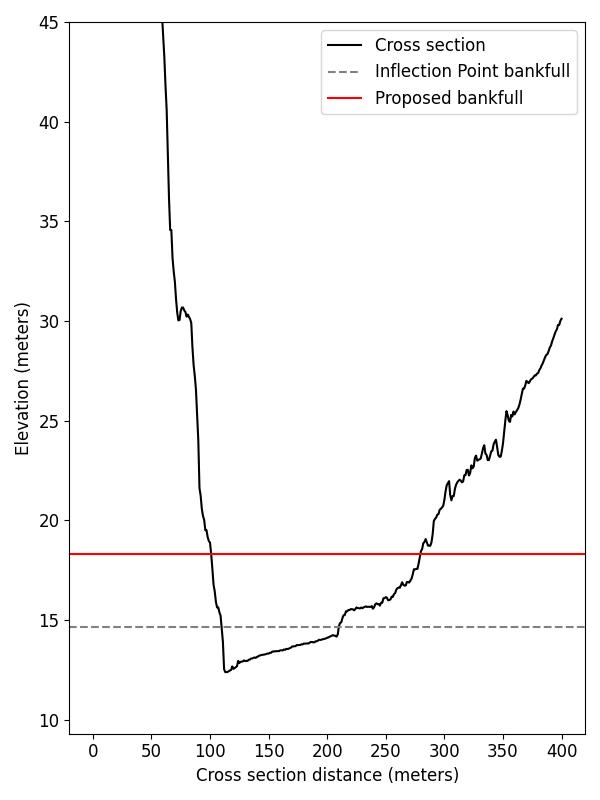 Cross section
Inflection Point bankfull
Proposed bankfull
45
40
35
30
25
20
15
10
Elevation (meters)
0 50 100 150 200 250 300 350 400
Cross section distance (meters)